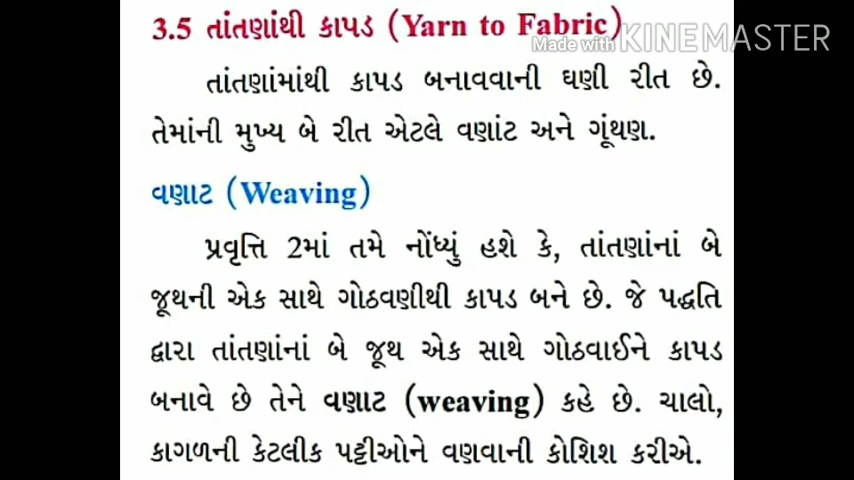 3.5 તાંતણાંથી કાપડ (Yarn to Fabric)
Made with KINEMASTER
તાંતણાંમાંથી કાપડ બનાવવાની ઘણી રીત છે.
તેમાંની મુખ્ય બે રીત એટલે વણાંટ અને ગૂંથણ.
વણાટ (Weaving)
પ્રવૃત્તિ 2માં તમે નોંધ્યું હશે કે, તાંતણાંનાં બે
જૂથની એક સાથે ગોઠવણીથી કાપડ બને છે. જે પદ્ધતિ
દ્વારા તાંતણાંનાં બે જૂથ એક સાથે ગોઠવાઈને કાપડ
બનાવે છે તેને વણાટ (weaving) કહે છે. ચાલો,
કાગળની કેટલીક પટ્ટીઓને વણવાની કોશિશ કરીએ.